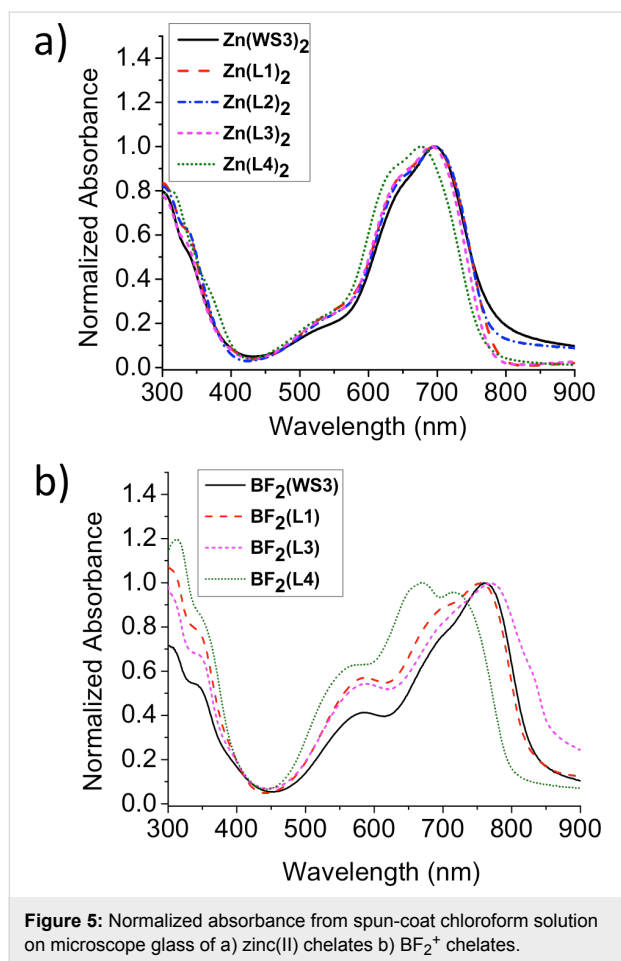 a)
Zn(WS3)2
Zn(L1)2
Zn(L2)2
Zn(L3)2
Zn(L4)2
1.4
1.2
1.0
0.8
0.6
0.4
0.2
0.0
Normalized Absorbance
300 400 500 600 700 800 900
Wavelength (nm)
b)
BF2(WS3)
BF2(L1)
BF2(L3)
BF2(L4)
1.4
1.2
1.0
0.8
0.6
0.4
0.2
0.0
Normalized Absorbance
300 400 500 600 700 800 900
Wavelength (nm)
Figure 5: Normalized absorbance from spun-coat chloroform solution
on microscope glass of a) zinc(II) chelates b) BF2+ chelates.